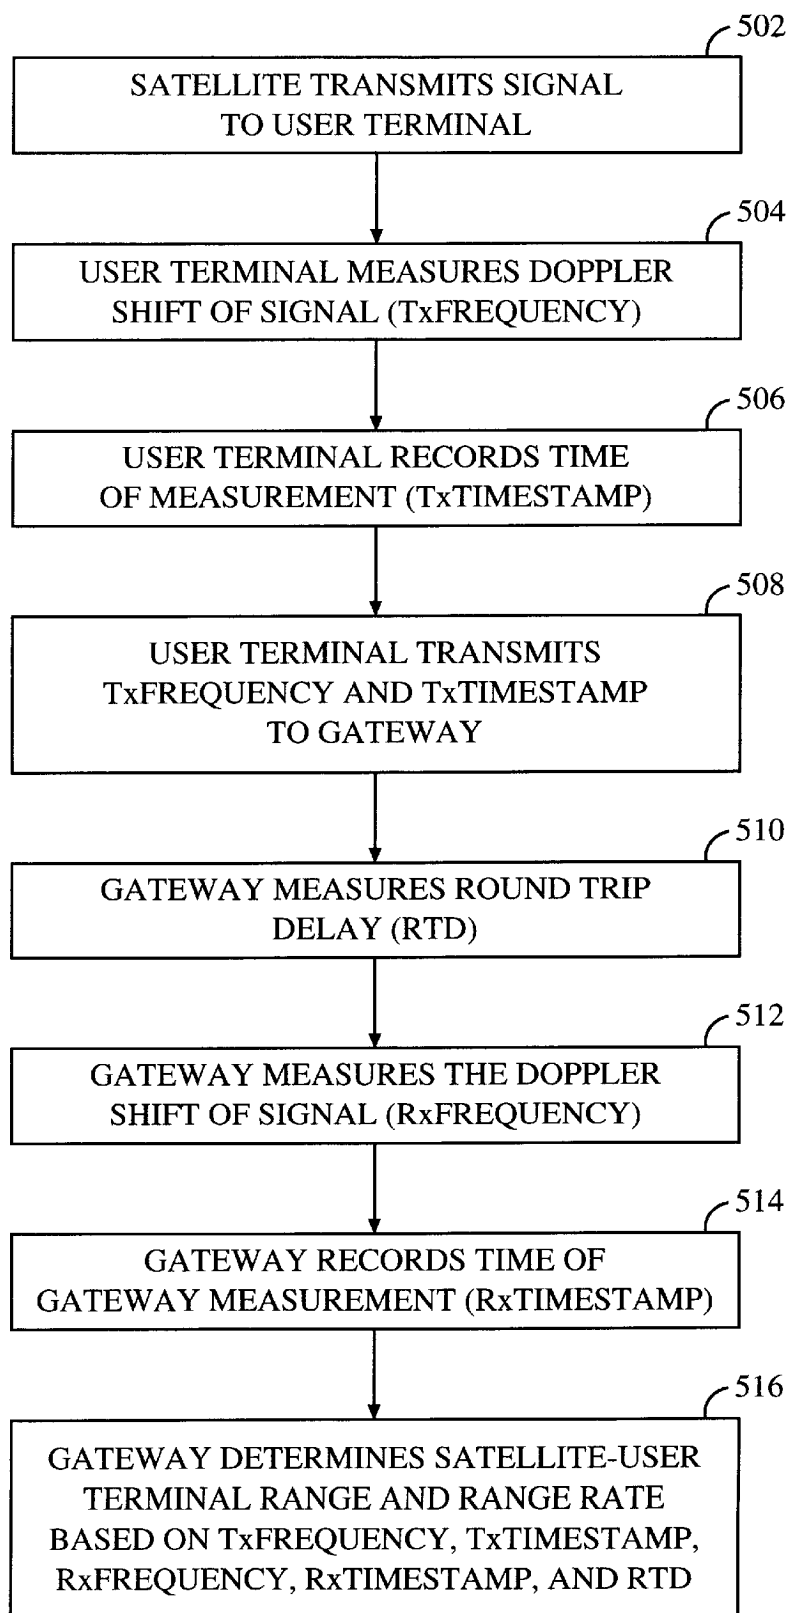 502
SATELLITE TRANSMITS SIGNAL
TO USER TERMINAL
504
USER TERMINAL MEASURES DOPPLER
SHIFT OF SIGNAL (TxFREQUENCY)
506
USER TERMINAL RECORDS TIME
OF MEASUREMENT (TxTIMESTAMP)
508
USER TERMINAL TRANSMITS
TxFREQUENCY AND TxTIMESTAMP
TO GATEWAY
510
GATEWAY MEASURES ROUND TRIP
DELAY (RTD)
512
GATEWAY MEASURES THE DOPPLER
SHIFT OF SIGNAL (RxFREQUENCY)
514
GATEWAY RECORDS TIME OF
GATEWAY MEASUREMENT (RxTIMESTAMP)
516
GATEWAY DETERMINES SATELLITE-USER
TERMINAL RANGE AND RANGE RATE
BASED ON TxFREQUENCY, TxTIMESTAMP,
RxFREQUENCY, RxTIMESTAMP, AND RTD